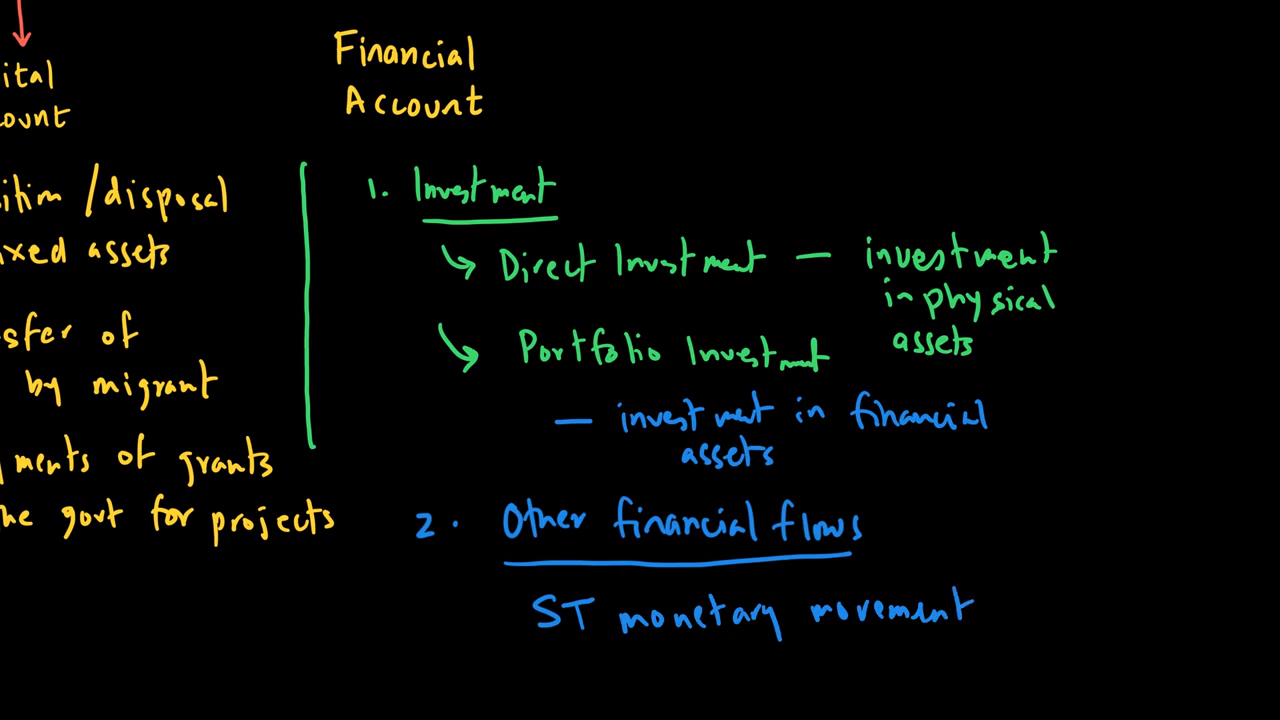 ital
ount
ition / disposal
ixed assets
sfer of
by migrant
ments of grants
he govt for projects
Financial
Account
1. Investment
Direct Investment — investment
in physical
assets
Portfolio Investment
— investment in financial
assets
2. Other financial flows
ST monetary movement